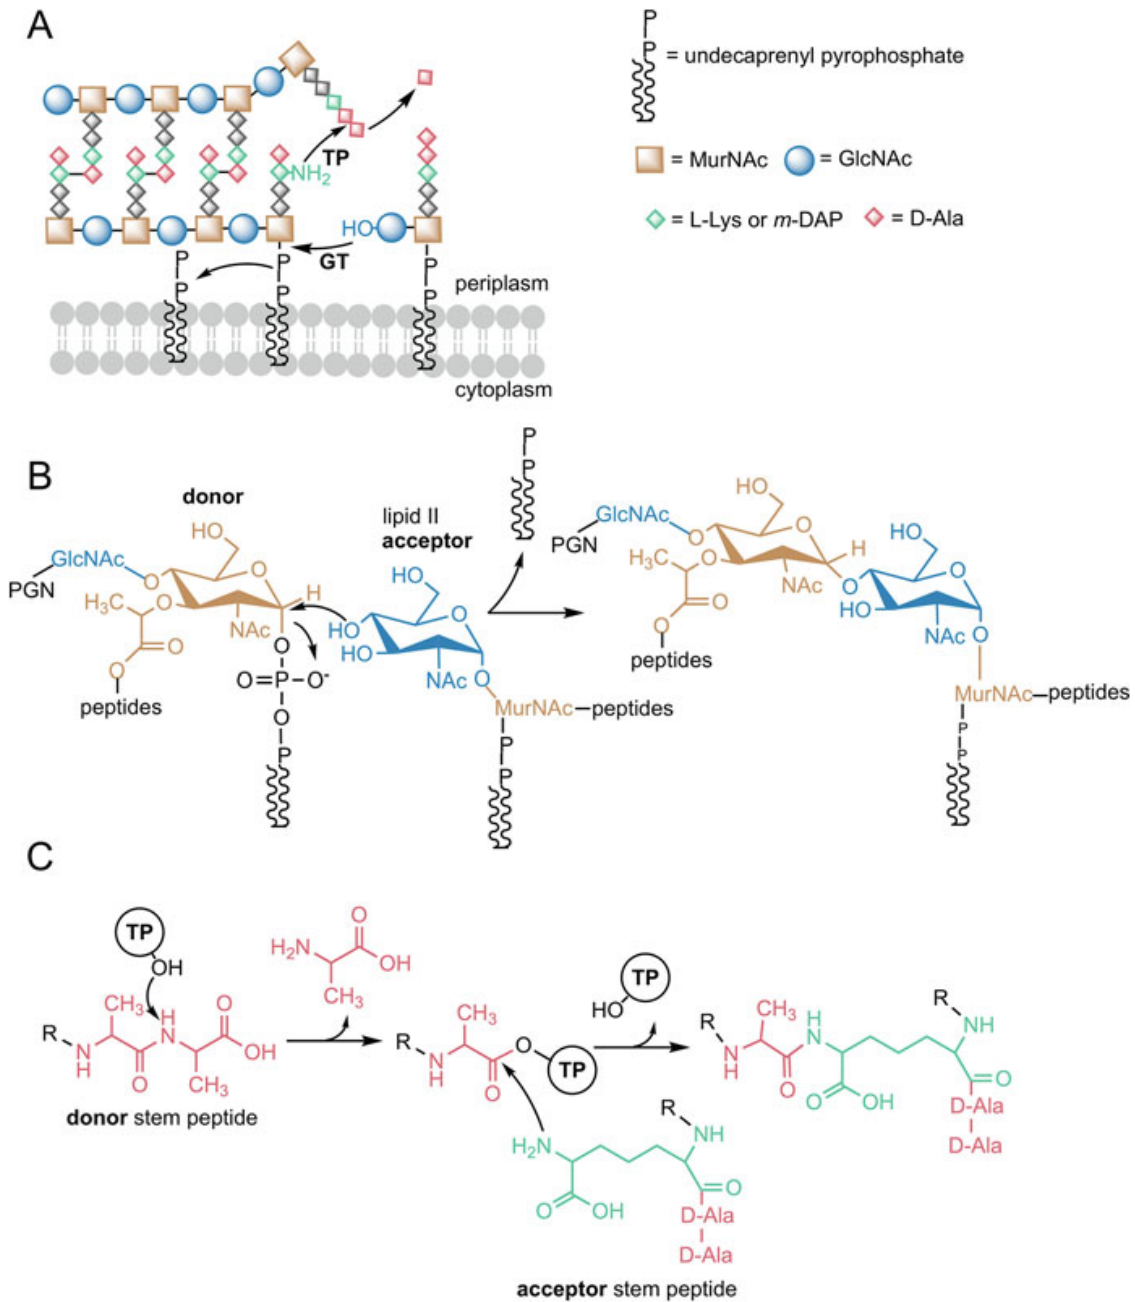 A
P
P
= undecaprenyl pyrophosphate
= MurNAc
= GlcNAc
= L-Lys or m-DAP
= D-Ala
TP
NH2
HO
GT
P
P
P
P
P
P
periplasm
cytoplasm
B
donor
lipid II
acceptor
P
P
HO
GlcNAc
PGN
O
O
H3C
O
O
O
NAc
H
O
O=P–O-
O
P
peptides
HO
O
HO
HO
NAc
O
MurNAc–peptides
P
P
HO
GlcNAc
PGN
O
O
H3C
O
O
O
NAc
H
O
HO
O
HO
NAc
O
peptides
MurNAc–peptides
P
P
C
TP
OH
R
N
H
CH3
O
H
N
CH3
O
OH
donor stem peptide
H2N
O
OH
CH3
R
N
H
CH3
O
O
TP
HO
TP
H2N
O
OH
R
NH
O
D-Ala
D-Ala
acceptor stem peptide
R
N
H
CH3
O
H
N
O
OH
R
NH
O
D-Ala
D-Ala